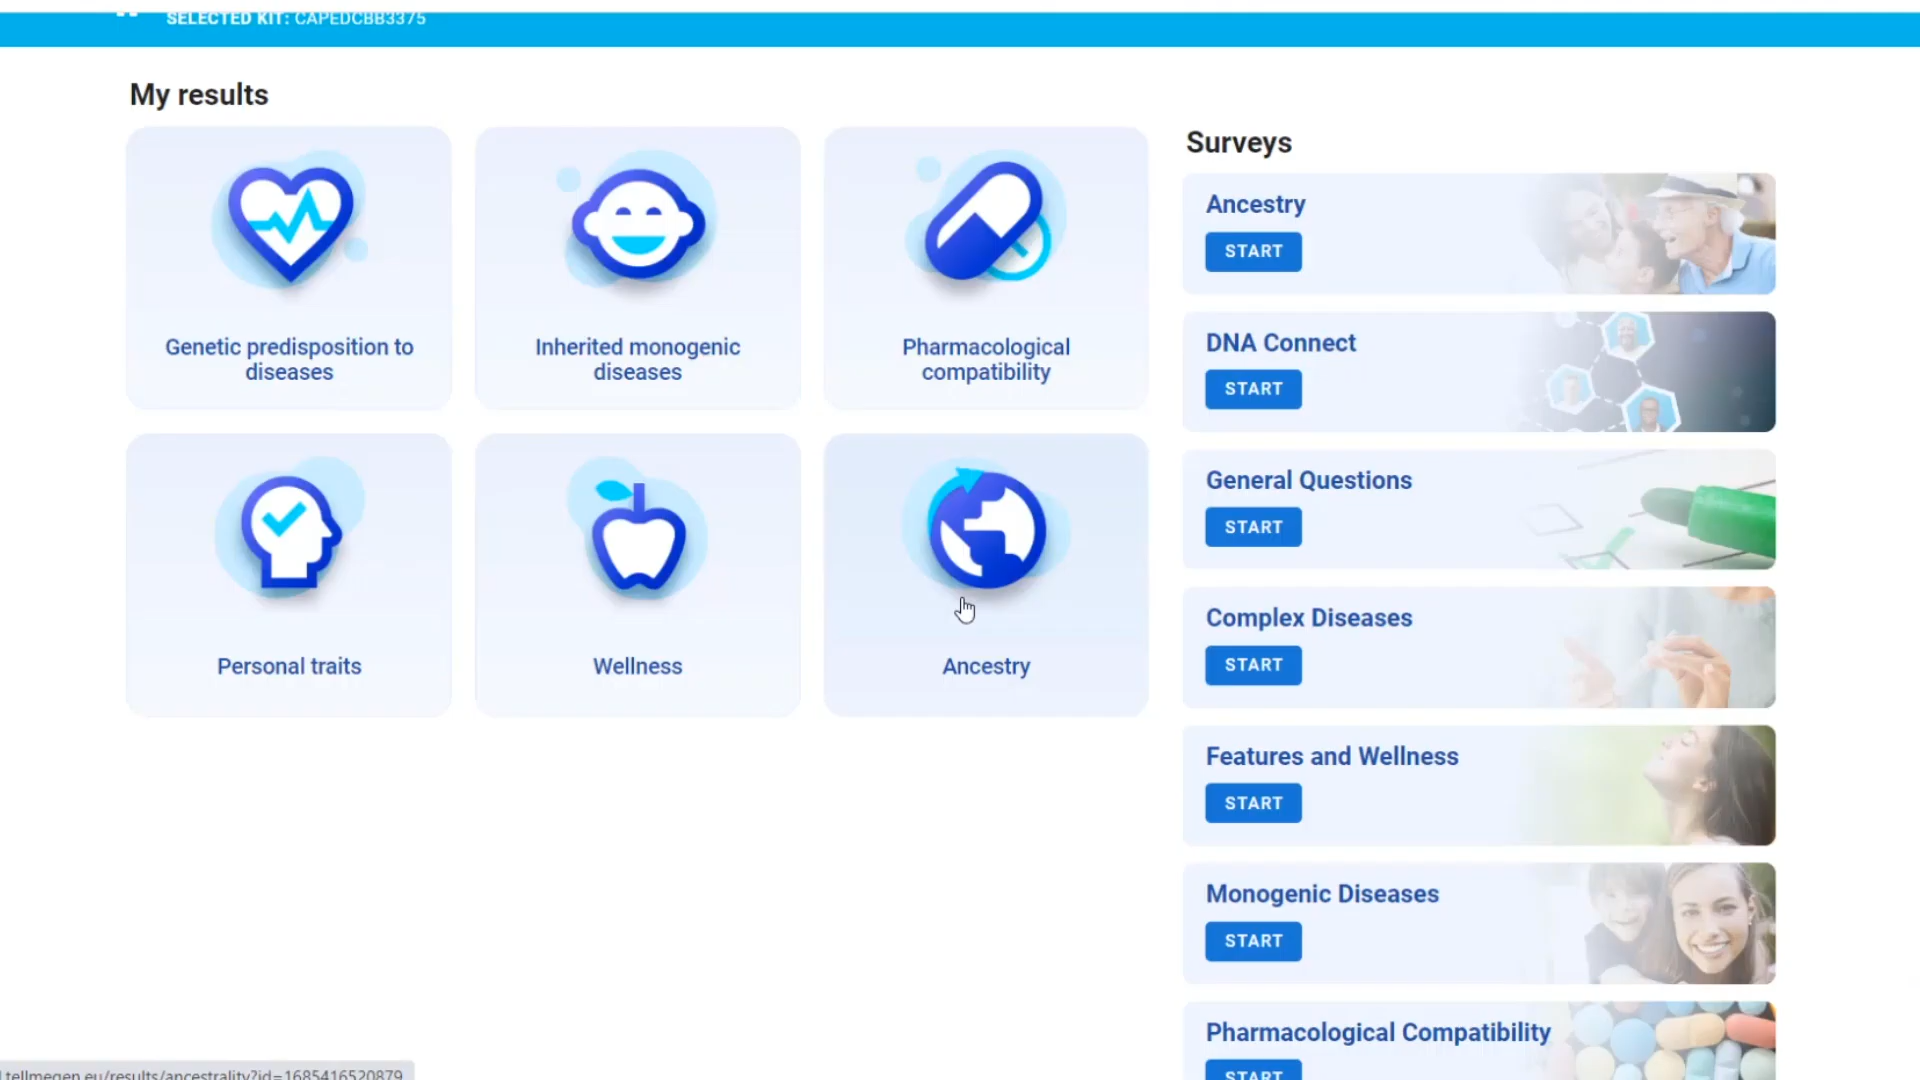 SELECTED KIT: CAPEDCBB3375
My results
Genetic predisposition to
diseases
Inherited monogenic
diseases
Pharmacological
compatibility
Personal traits
Wellness
Ancestry
Surveys
Ancestry
START
DNA Connect
START
General Questions
START
Complex Diseases
START
Features and Wellness
START
Monogenic Diseases
START
Pharmacological Compatibility
START
tellmegen.eu/results/ancestrality?id=1685416520879